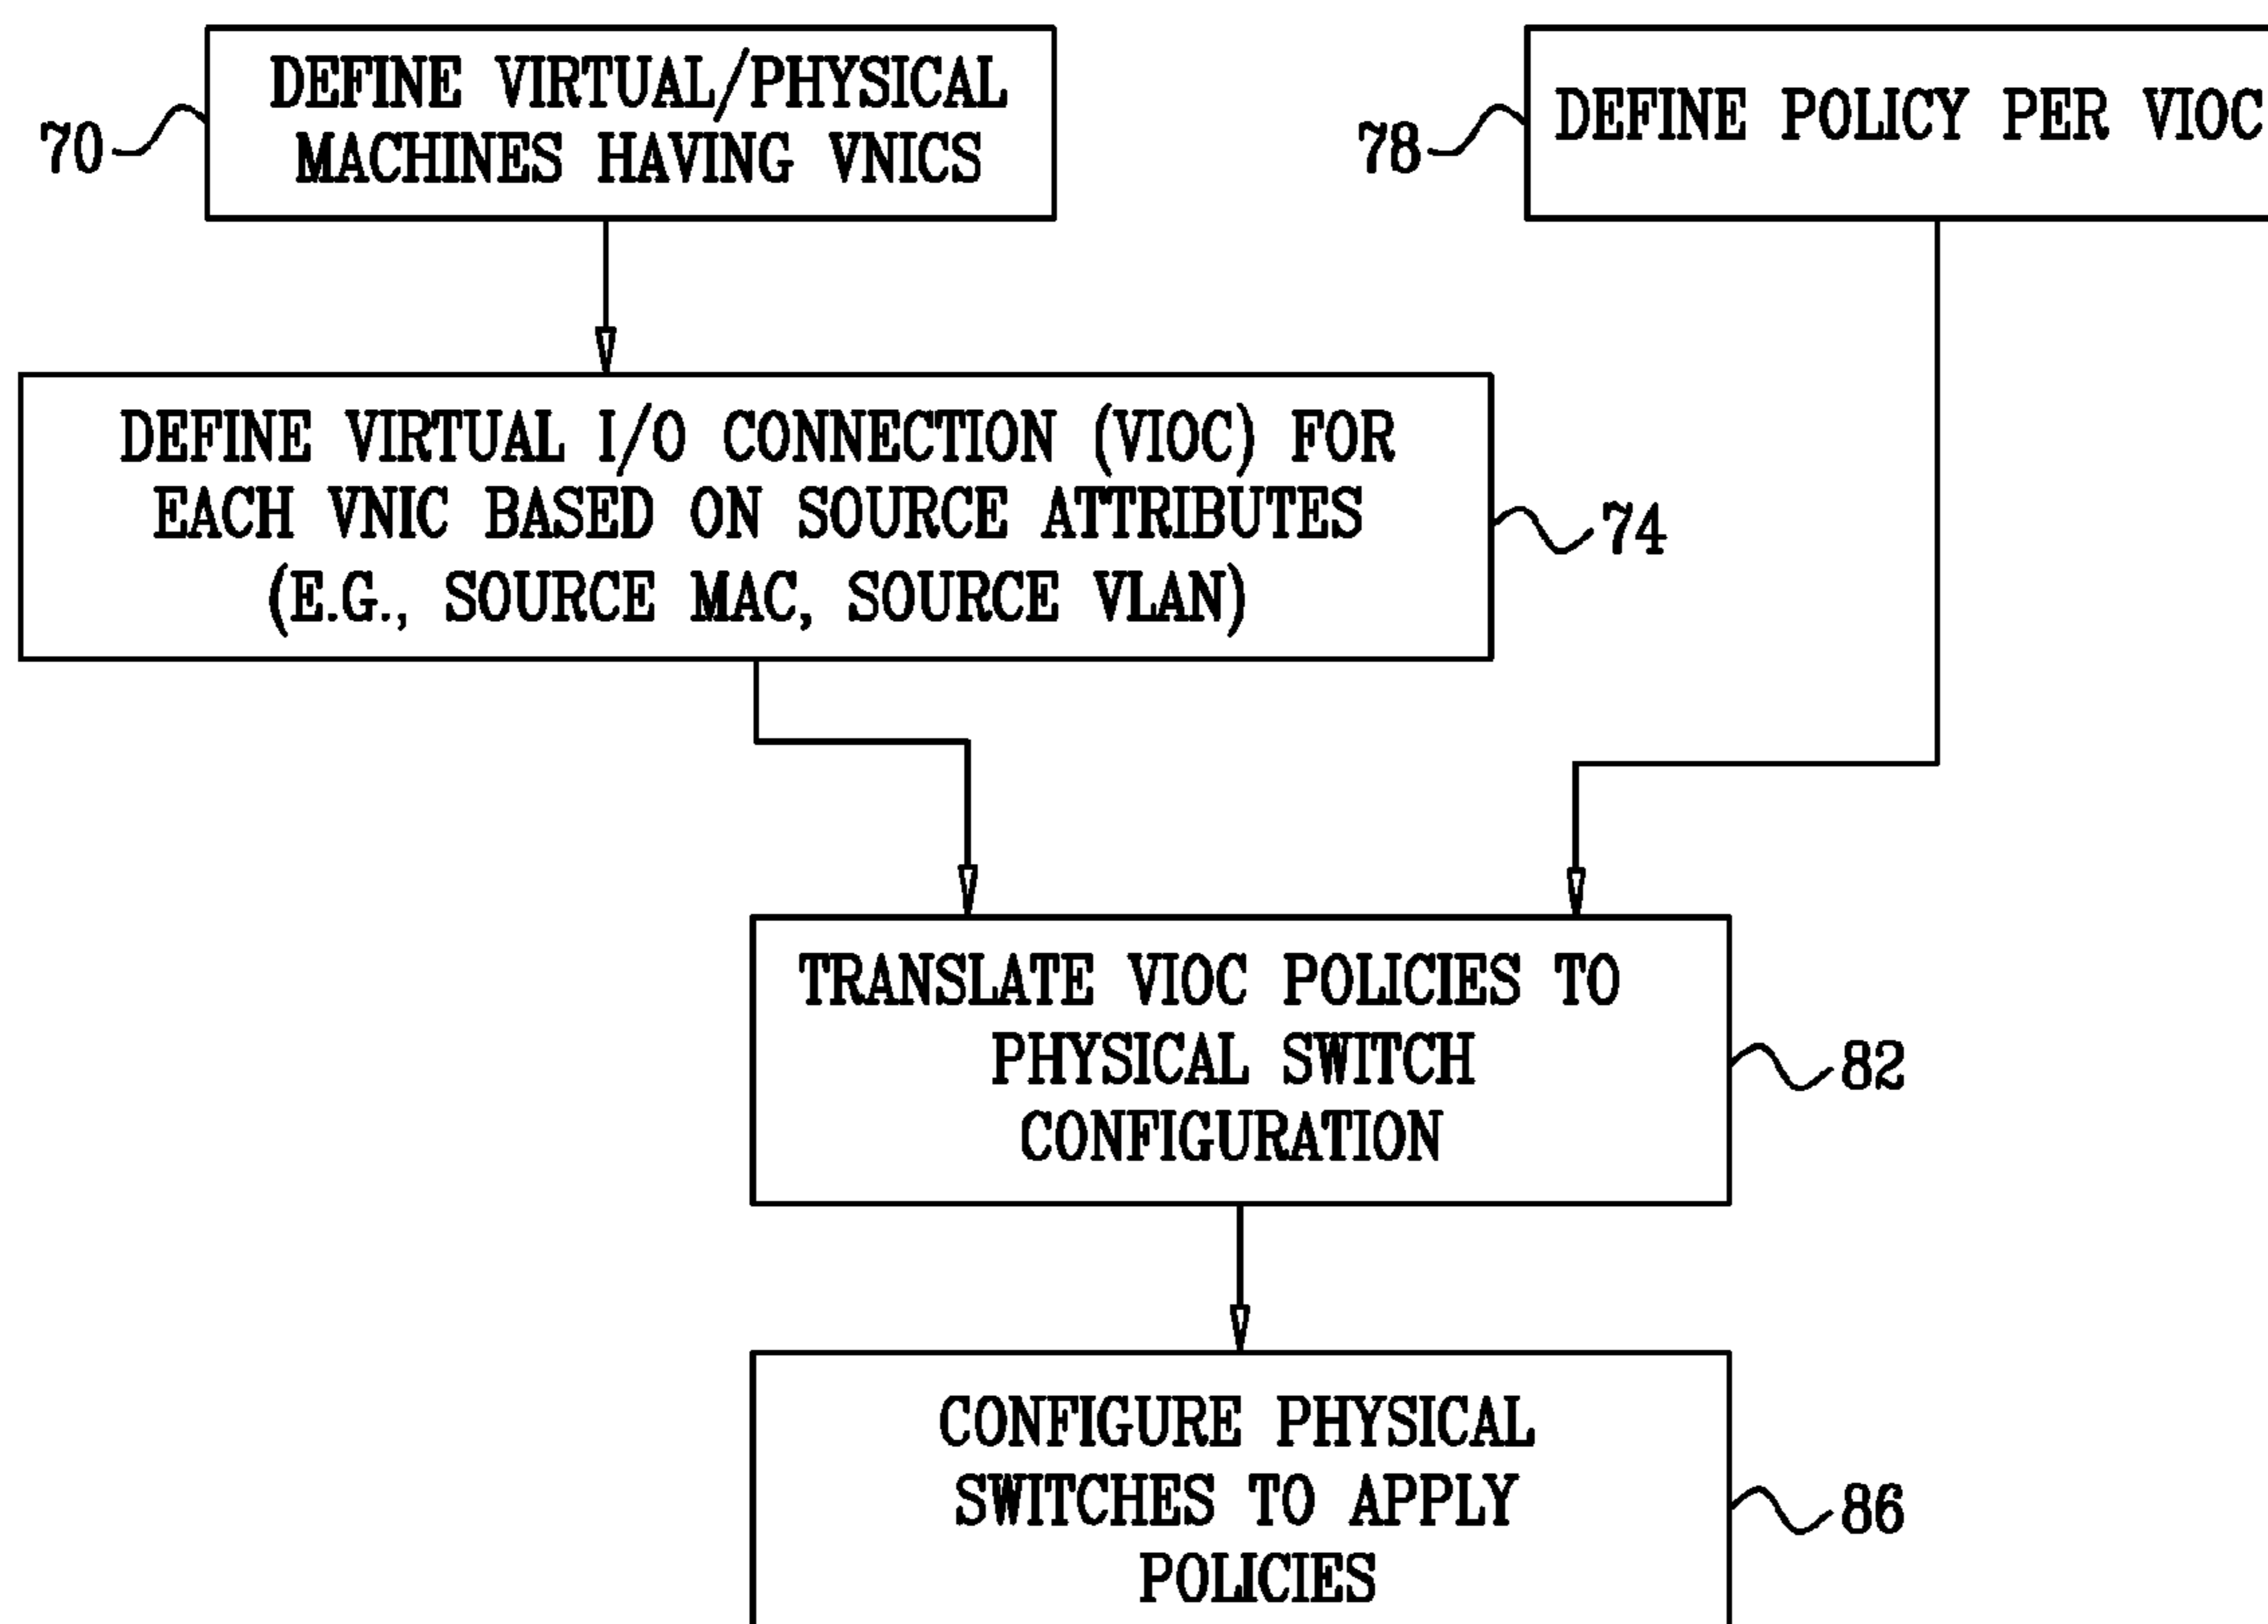 DEFINE VIRTUAL/PHYSICAL
MACHINES HAVING VNICS
70
DEFINE POLICY PER VIOC
78
DEFINE VIRTUAL I/O CONNECTION (VIOC) FOR
EACH VNIC BASED ON SOURCE ATTRIBUTES
(E.G., SOURCE MAC, SOURCE VLAN)
74
TRANSLATE VIOC POLICIES TO
PHYSICAL SWITCH
CONFIGURATION
82
CONFIGURE PHYSICAL
SWITCHES TO APPLY
POLICIES
86